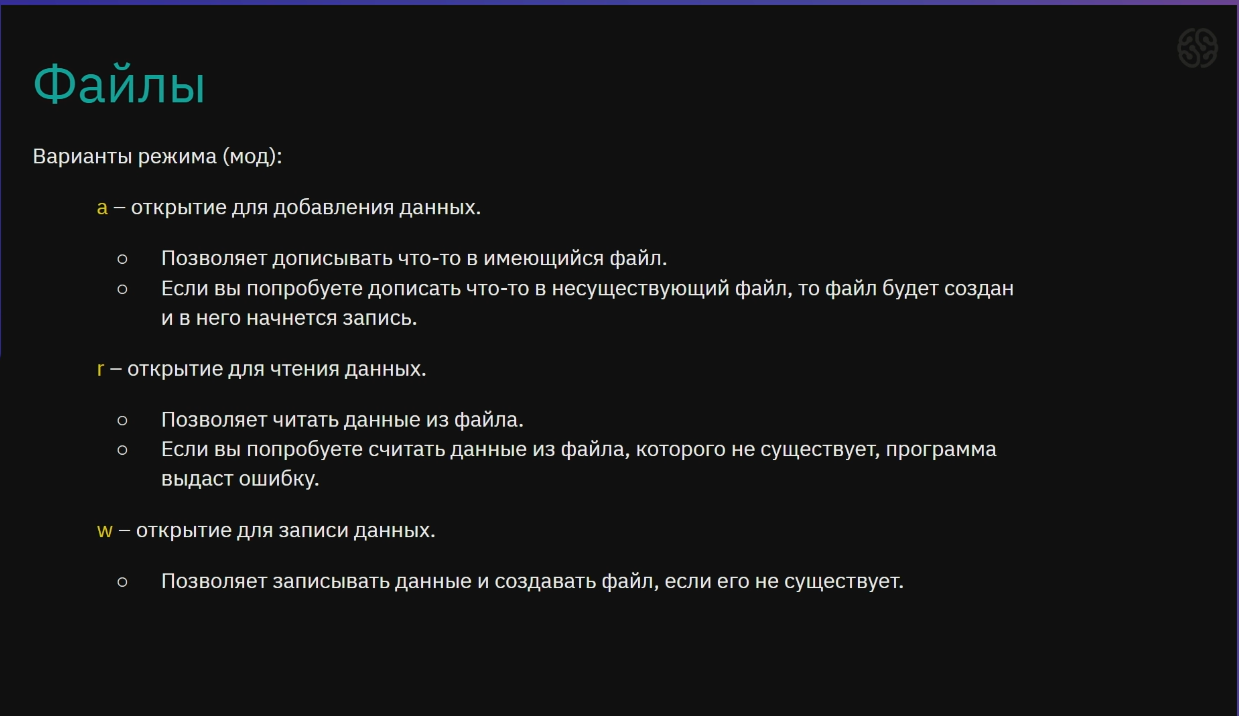 Файлы
Варианты режима (мод):
a – открытие для добавления данных.
○ Позволяет дописывать что-то в имеющийся файл.
○ Если вы попробуете дописать что-то в несуществующий файл, то файл будет создан
и в него начнется запись.
r – открытие для чтения данных.
○ Позволяет читать данные из файла.
○ Если вы попробуете считать данные из файла, которого не существует, программа
выдаст ошибку.
w – открытие для записи данных.
○ Позволяет записывать данные и создавать файл, если его не существует.